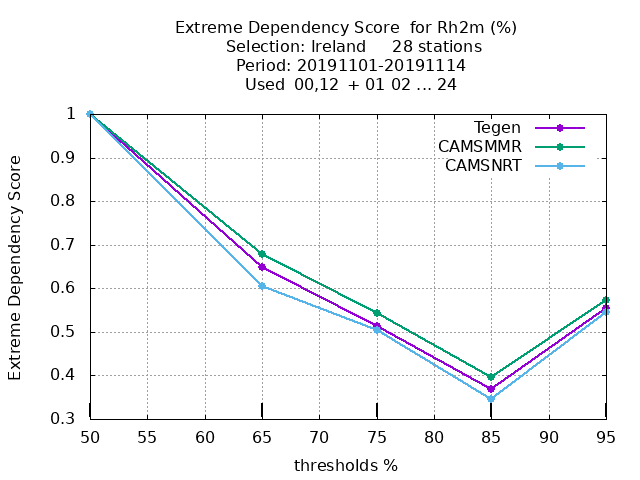 Extreme Dependency Score  for Rh2m (%)
Selection: Ireland     28 stations
Period: 20191101-20191114
Used  00,12  + 01 02 ... 24
Tegen
CAMSMMR
CAMSNRT
Extreme Dependency Score
1
0.9
0.8
0.7
0.6
0.5
0.4
0.3
50 55 60 65 70 75 80 85 90 95
thresholds %